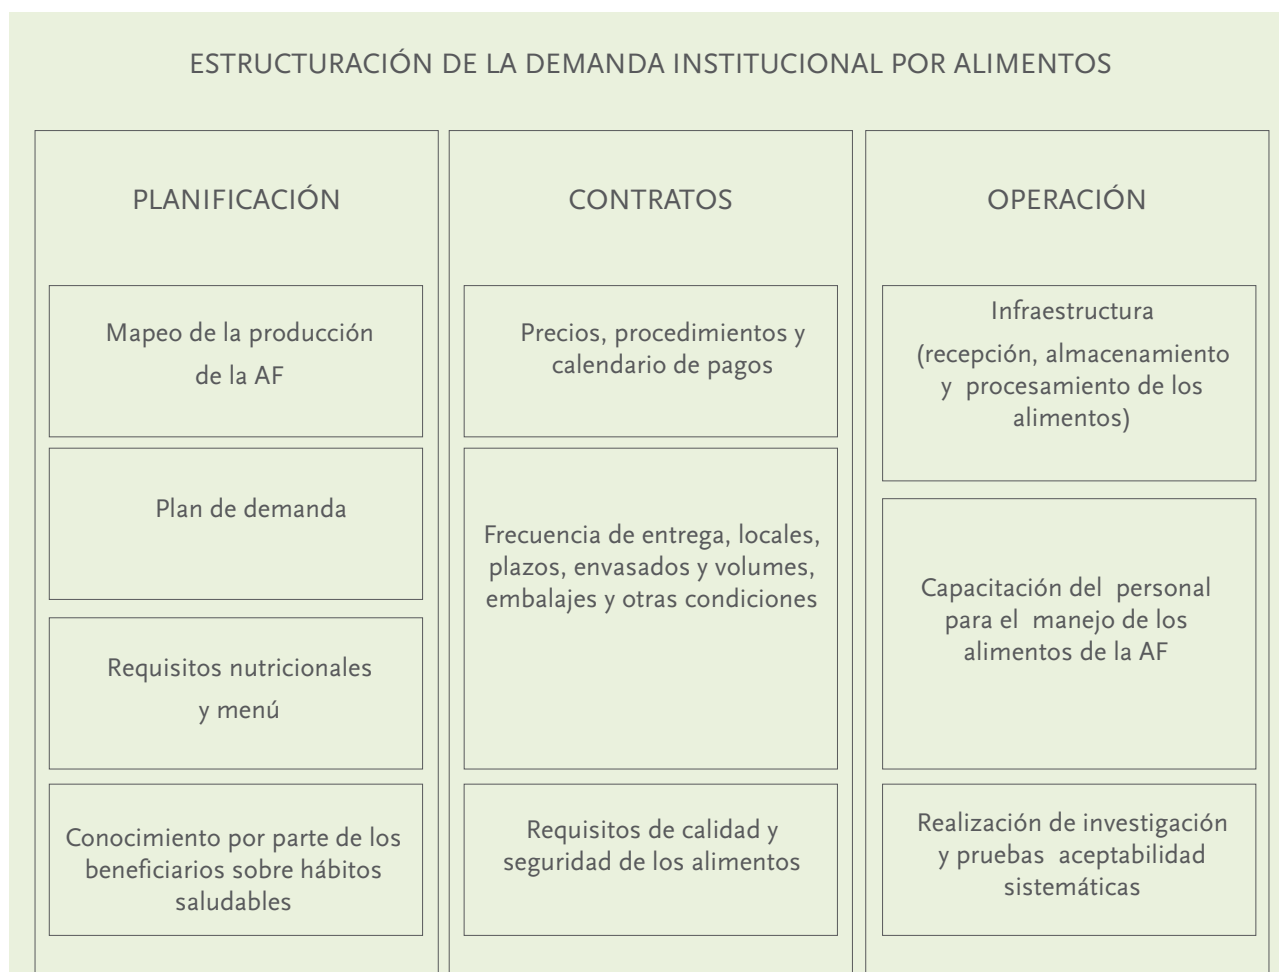 ESTRUCTURACIÓN DE LA DEMANDA INSTITUCIONAL POR ALIMENTOS
PLANIFICACIÓN
Mapeo de la producción
de la AF
Plan de demanda
Requisitos nutricionales
y menú
Conocimiento por parte de los
beneficiarios sobre hábitos
saludables
CONTRATOS
Precios, procedimientos y
calendario de pagos
Frecuencia de entrega, locales,
plazos, envasados y volumes,
embalajes y otras condiciones
Requisitos de calidad y
seguridad de los alimentos
OPERACIÓN
Infraestructura
(recepción, almacenamiento
y procesamiento de los
alimentos)
Capacitación del personal
para el manejo de los
alimentos de la AF
Realización de investigación
y pruebas aceptabilidad
sistemáticas